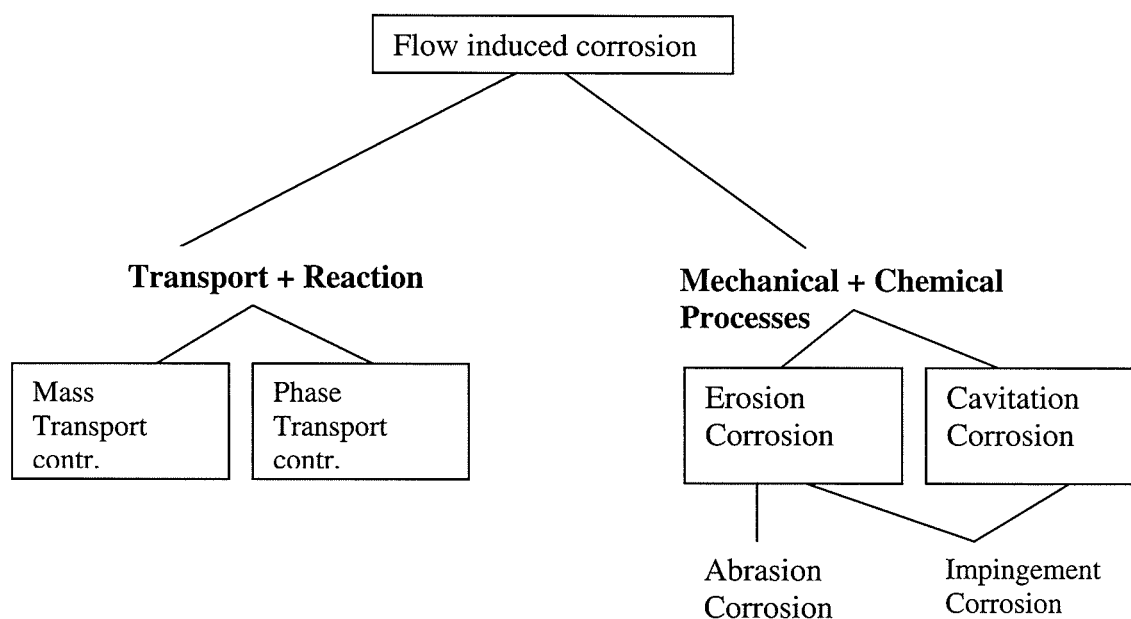 Flow induced corrosion
Transport + Reaction
Mechanical + Chemical
Processes
Mass
Transport
contr.
Phase
Transport
contr.
Erosion
Corrosion
Cavitation
Corrosion
Abrasion
Corrosion
Impingement
Corrosion